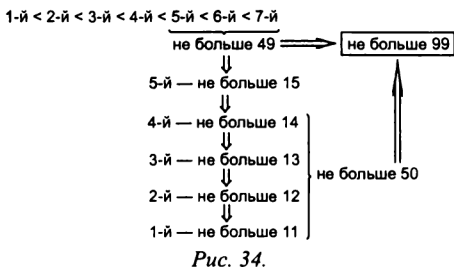 1-й < 2-й < 3-й < 4-й < 5-й < 6-й < 7-й
не больше 49
не больше 99
5-й — не больше 15
4-й — не больше 14
3-й — не больше 13
не больше 50
2-й — не больше 12
1-й — не больше 11
Рис. 34.